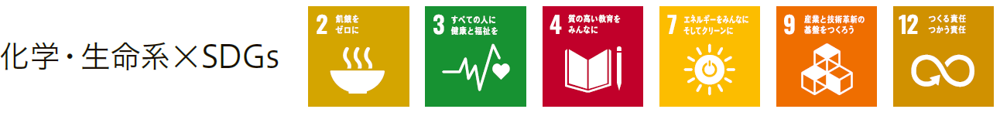 化学・生命系×SDGs
2 飢餓を
ゼロに
3 すべての人に
健康と福祉を
4 質の高い教育を
みんなに
7 エネルギーをみんなに
そしてクリーンに
9 産業と技術革新の
基盤をつくろう
12 つくる責任
つかう責任